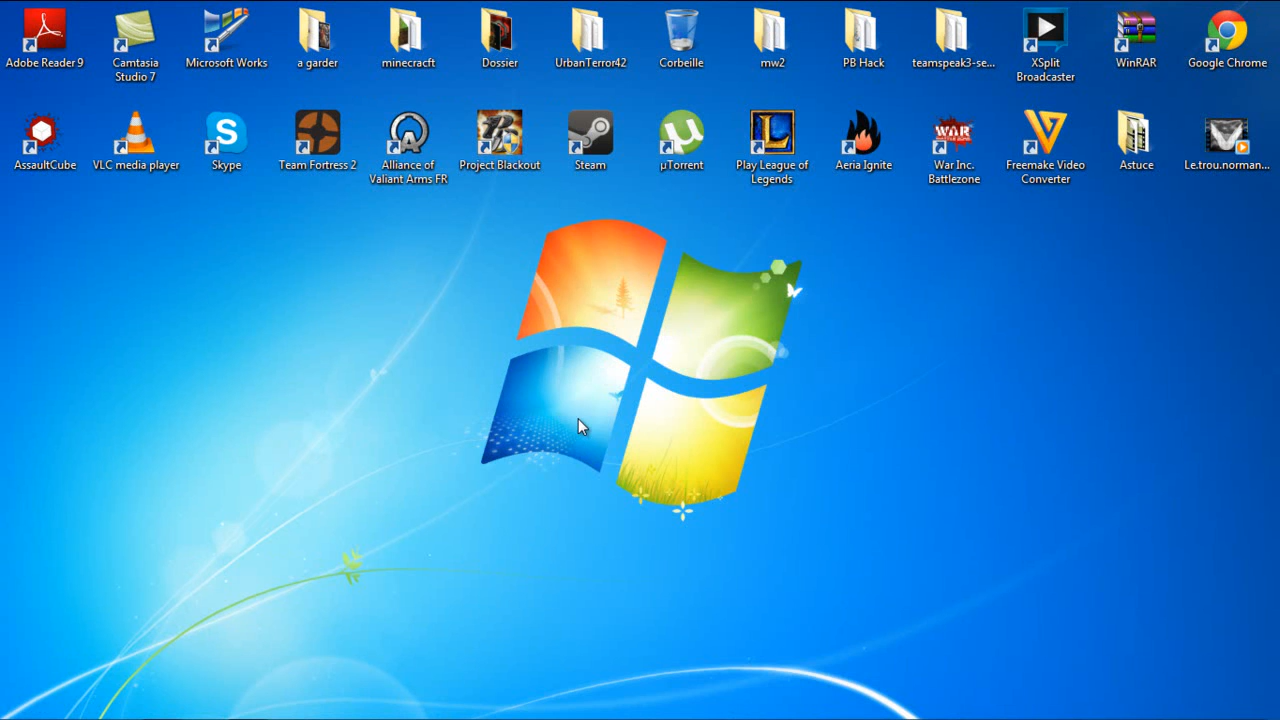 Adobe Reader 9
Camtasia
Studio 7
Microsoft Works
a garder
minecracft
Dossier
UrbanTerror42
Corbeille
mw2
PB Hack
teamspeak3-se...
XSplit
Broadcaster
WinRAR
Google Chrome
AssaultCube
VLC media player
Skype
Team Fortress 2
Alliance of
Valiant Arms FR
Project Blackout
Steam
µTorrent
Play League of
Legends
Aeria Ignite
War Inc.
Battlezone
Freemake Video
Converter
Astuce
Le.trou.norman...